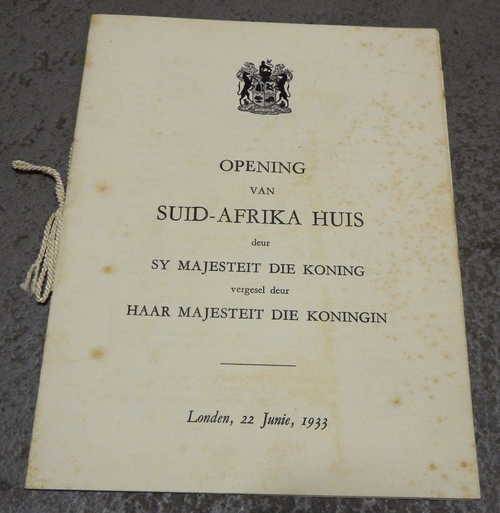 OPENING
VAN
SUID-AFRIKA HUIS
deur
SY MAJESTEIT DIE KONING
vergesel deur
HAAR MAJESTEIT DIE KONINGIN
Londen, 22 Junie, 1933